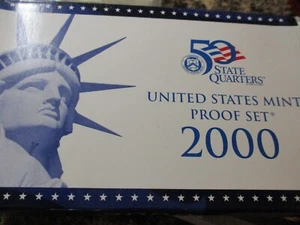 50
STATE
QUARTERS®
UNITED STATES MINT
PROOF SET®
2000